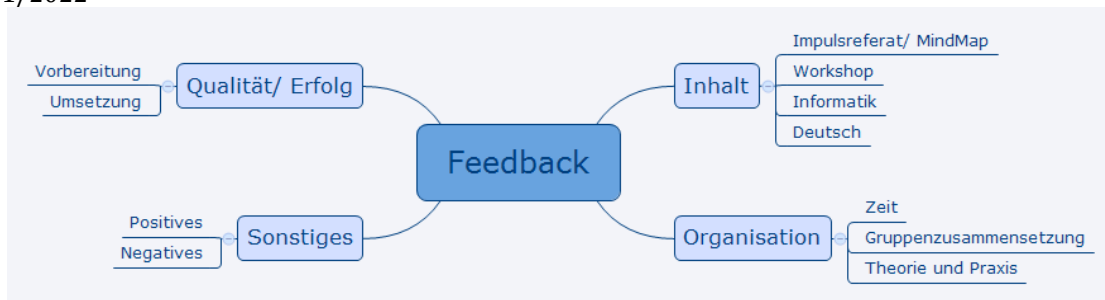 Impulsreferat/ MindMap
Vorbereitung
Qualität/ Erfolg
Inhalt
Workshop
Umsetzung
Informatik
Deutsch
Feedback
Positives
Sonstiges
Negatives
Organisation
Zeit
Gruppenzusammensetzung
Theorie und Praxis